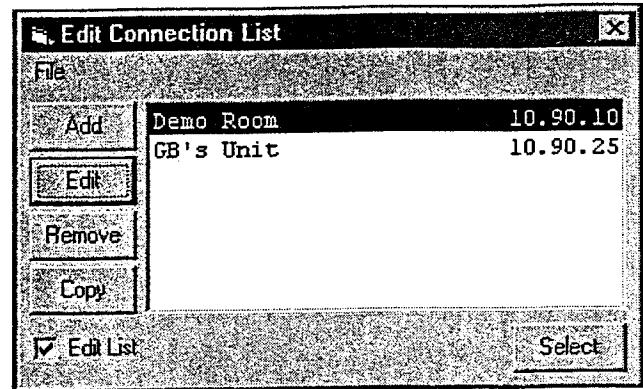 Edit Connection List
File
Add
Edit
Remove
Copy
Demo Room 10.90.10
GB's Unit 10.90.25
Edit List
Select